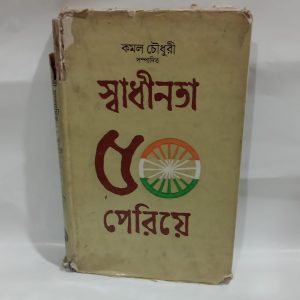 কমল চৌধুরী
সম্পাদিত
স্বাধীনতা
৫০
পেরিয়ে